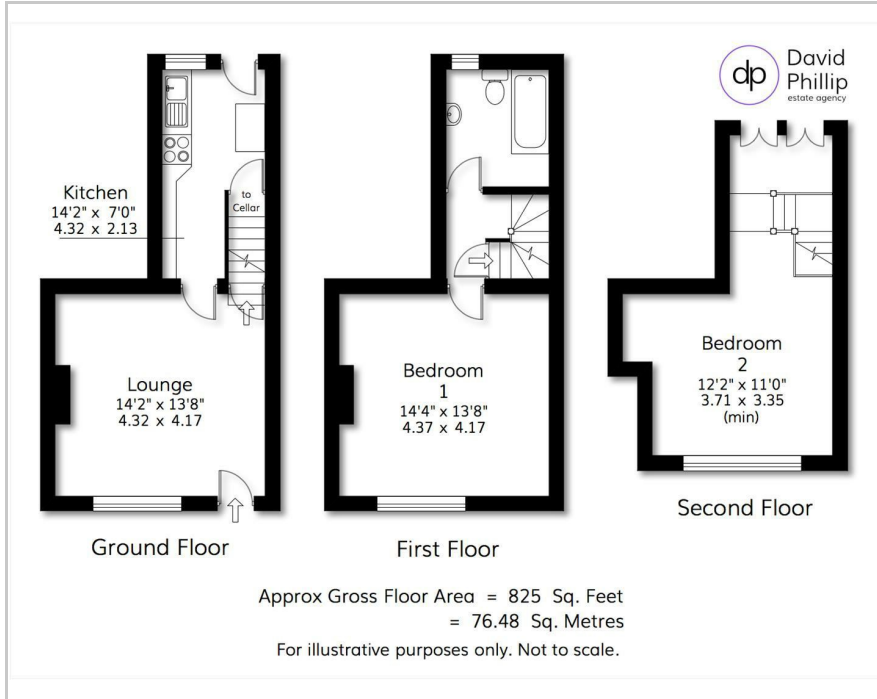 dp
David
Phillip
estate agency
Kitchen
14'2" x 7'0"
4.32 x 2.13
to
Cellar
Lounge
14'2" x 13'8"
4.32 x 4.17
Ground Floor
Bedroom
1
14'4" x 13'8"
4.37 x 4.17
First Floor
Bedroom
2
12'2" x 11'0"
3.71 x 3.35
(min)
Second Floor
Approx Gross Floor Area = 825 Sq. Feet
= 76.48 Sq. Metres
For illustrative purposes only. Not to scale.